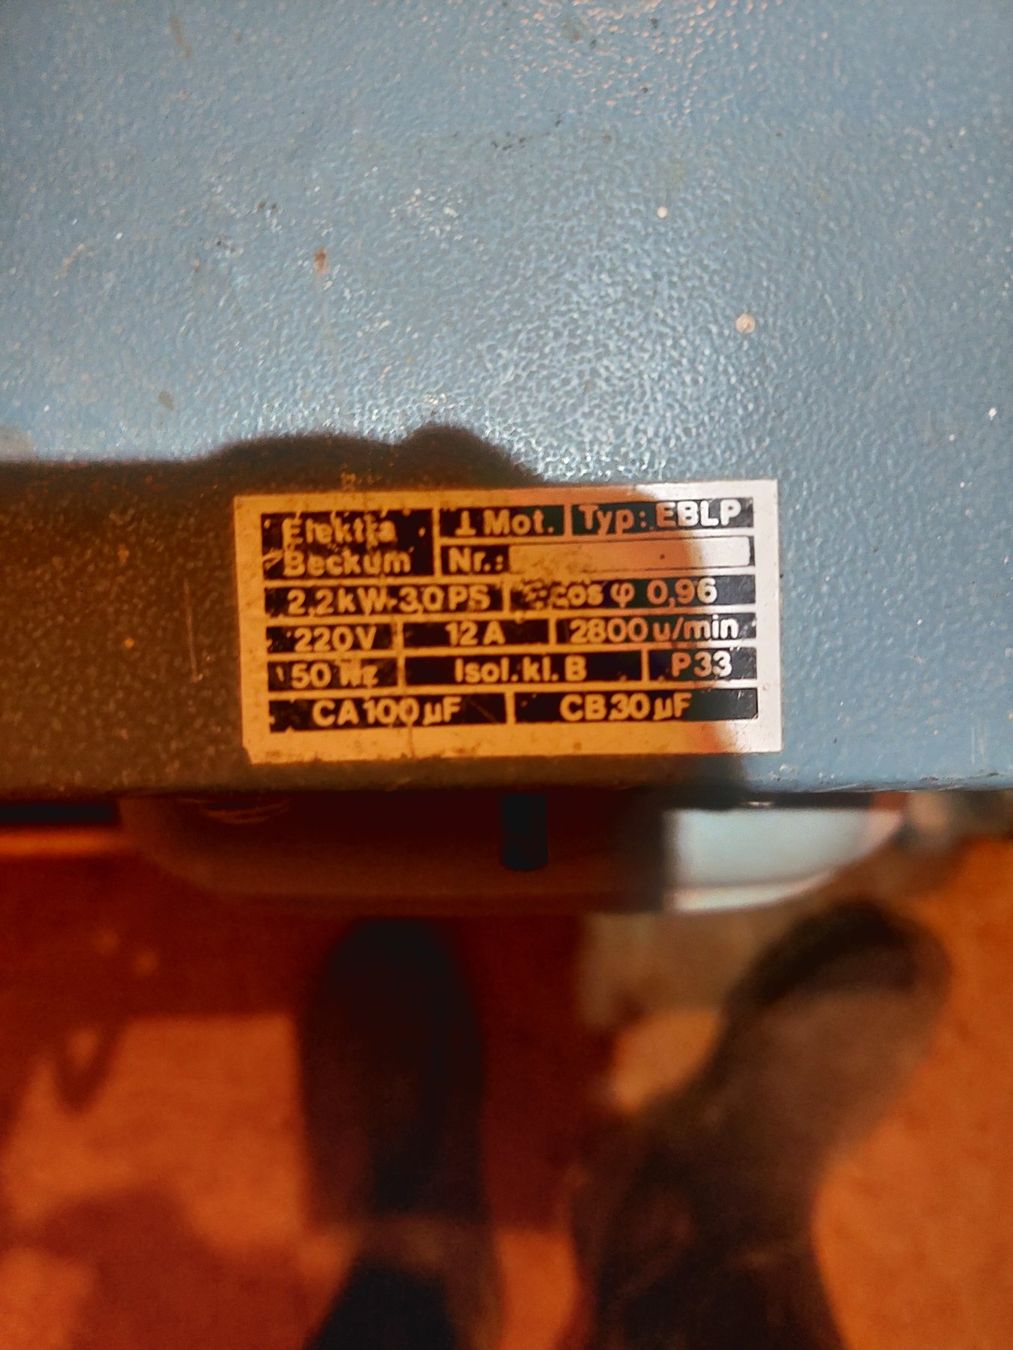 Elektra
Beckum
⊥ Mot.
Typ: EBLP
Nr.:
2,2kW-3,0PS
cos φ 0,96
220V
12A
2800 u/min
50 Hz
Isol.kl. B
P33
CA 100 µF
CB 30 µF